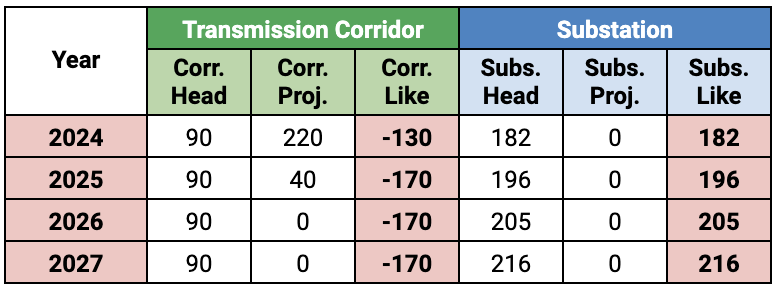 Year Transmission Corridor Substation
Corr. Head Corr. Proj. Corr. Like Subs. Head Subs. Proj. Subs. Like
2024 90 220 -130 182 0 182
2025 90 40 -170 196 0 196
2026 90 0 -170 205 0 205
2027 90 0 -170 216 0 216